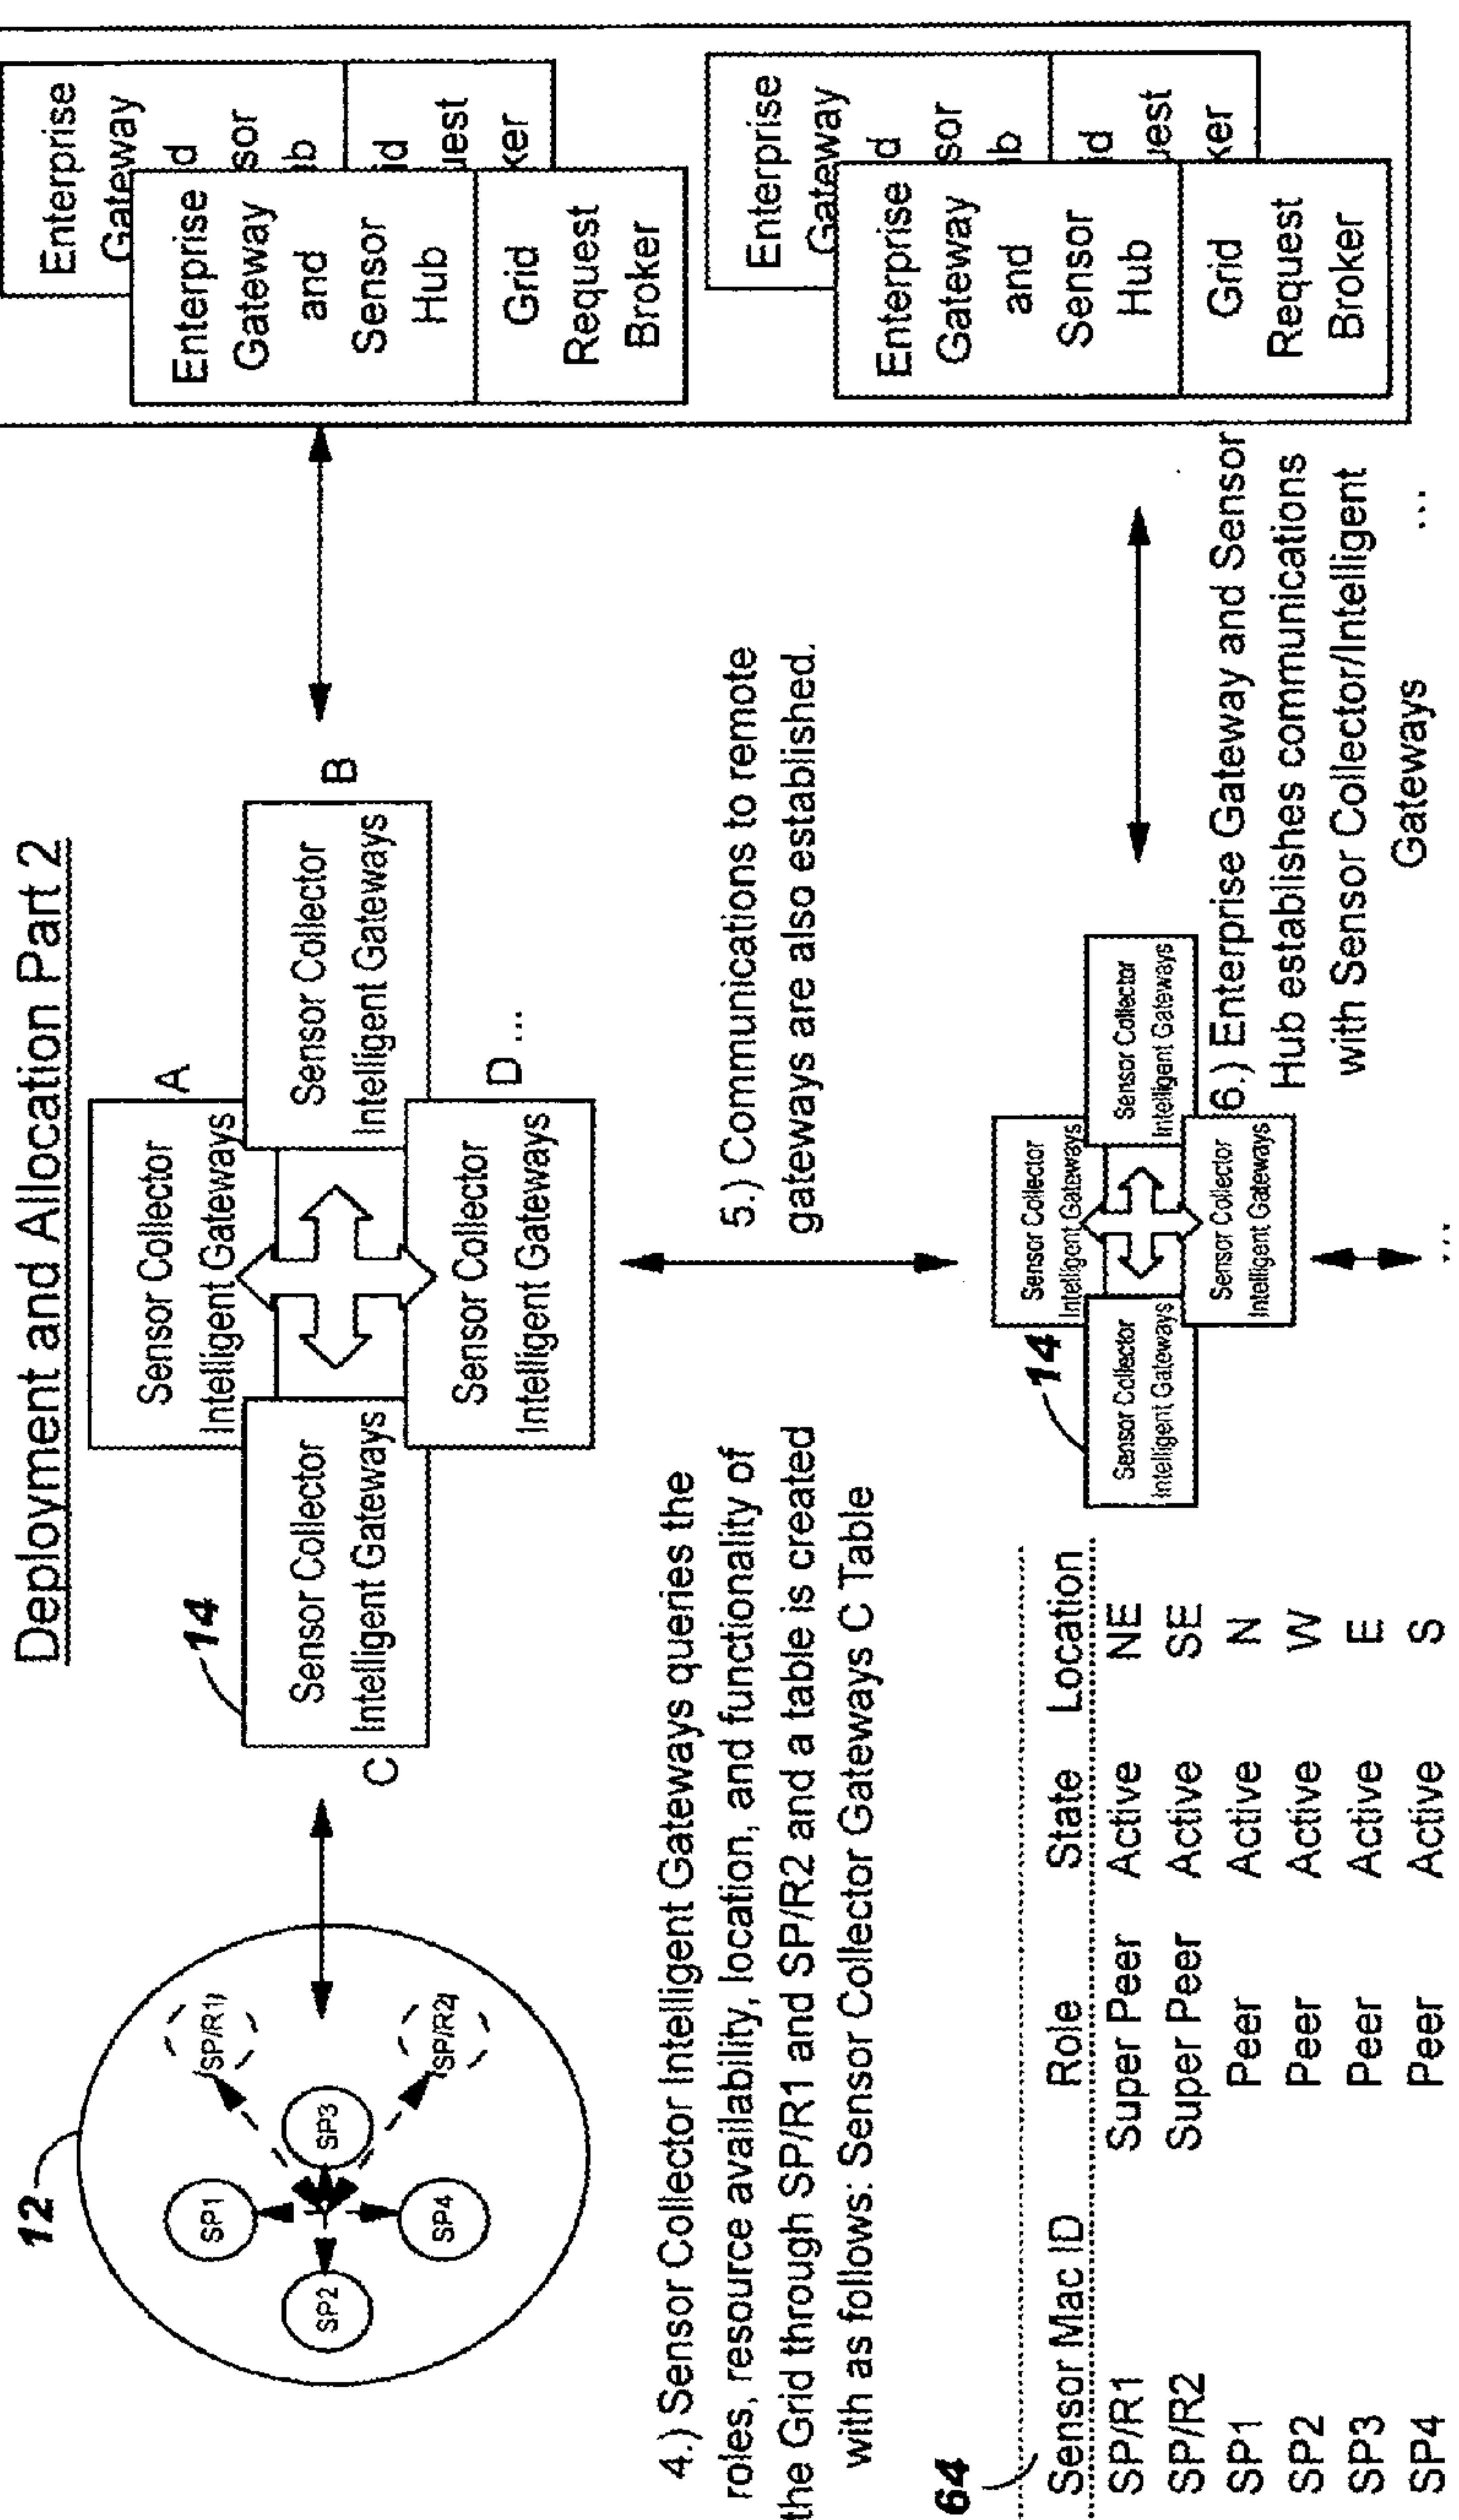 Deployment and Allocation Part 2
12
SP1
SP2
SP3
SP4
SP/R1
SP/R2
14
C
Sensor Collector
Intelligent Gateways
A
Sensor Collector
Intelligent Gateways
B
Sensor Collector
Intelligent Gateways
D ...
Sensor Collector
Intelligent Gateways
Enterprise
Gateway
d
sor
b
id
uest
ker
Enterprise
Gateway
and
Sensor
Hub
Grid
Request
Broker
4.) Sensor Collector Intelligent Gateways queries the
roles, resource availability, location, and functionality of
the Grid through SP/R1 and SP/R2 and a table is created
with as follows: Sensor Collector Gateways C Table
5.) Communications to remote
gateways are also established.
Enterprise
Gateway
d
sor
b
id
uest
ker
Enterprise
Gateway
and
Sensor
Hub
Grid
Request
Broker
64
Sensor Mac ID Role State Location
SP/R1 Super Peer Active NE
SP/R2 Super Peer Active SE
SP1 Peer Active N
SP2 Peer Active W
SP3 Peer Active E
SP4 Peer Active S
14
Sensor Collector
Intelligent Gateways
Sensor Collector
Intelligent Gateways
Sensor Collector
Intelligent Gateways
Sensor Collector
Intelligent Gateways
...
6.) Enterprise Gateway and Sensor
Hub establishes communications
with Sensor Collector/Intelligent
Gateways
...